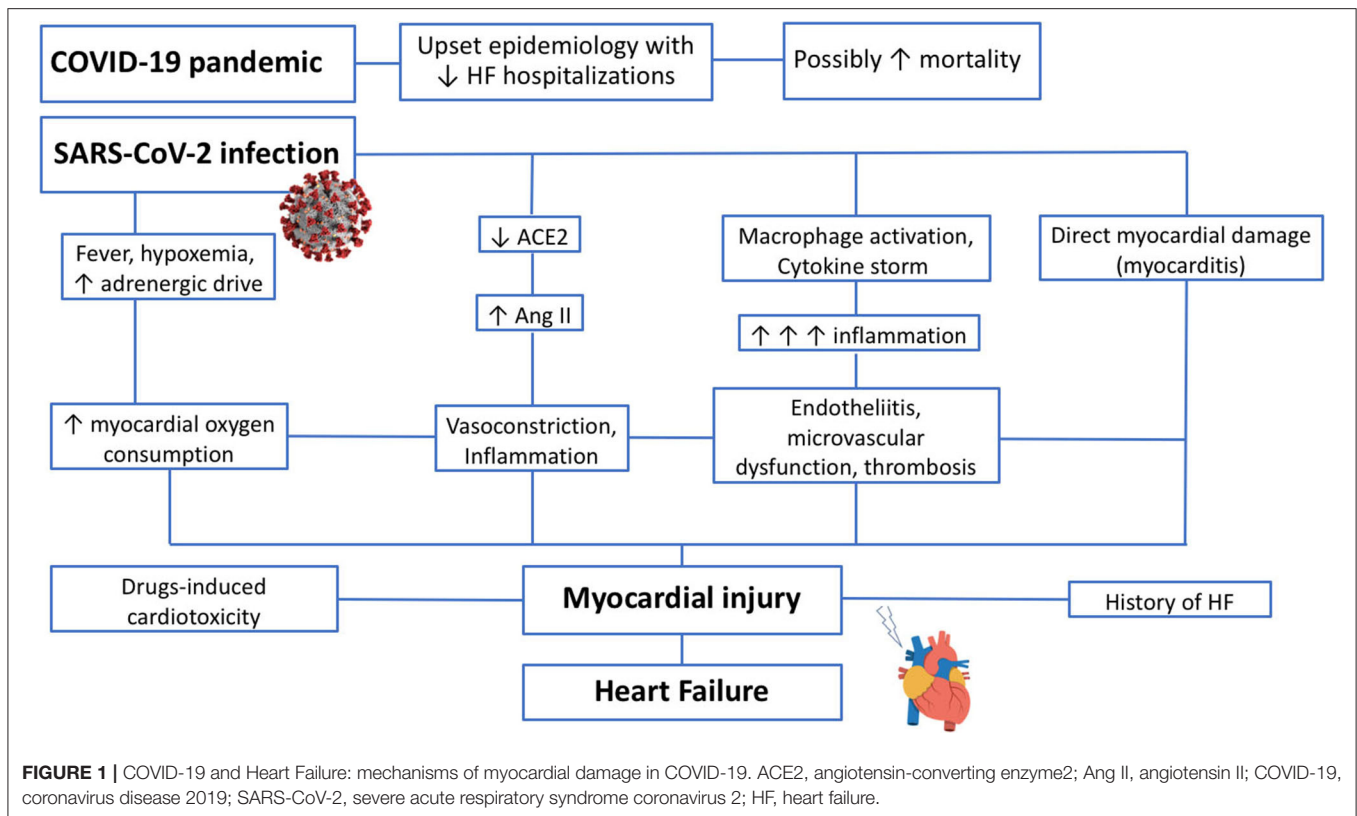 COVID-19 pandemic
Upset epidemiology with
↓ HF hospitalizations
Possibly ↑ mortality
SARS-CoV-2 infection
Fever, hypoxemia,
↑ adrenergic drive
↓ ACE2
Macrophage activation,
Cytokine storm
Direct myocardial damage
(myocarditis)
↑ Ang II
↑ ↑ ↑ inflammation
↑ myocardial oxygen
consumption
Vasoconstriction,
Inflammation
Endotheliitis,
microvascular
dysfunction, thrombosis
Drugs-induced
cardiotoxicity
Myocardial injury
History of HF
Heart Failure
FIGURE 1 | COVID-19 and Heart Failure: mechanisms of myocardial damage in COVID-19. ACE2, angiotensin-converting enzyme2; Ang II, angiotensin II; COVID-19,
coronavirus disease 2019; SARS-CoV-2, severe acute respiratory syndrome coronavirus 2; HF, heart failure.